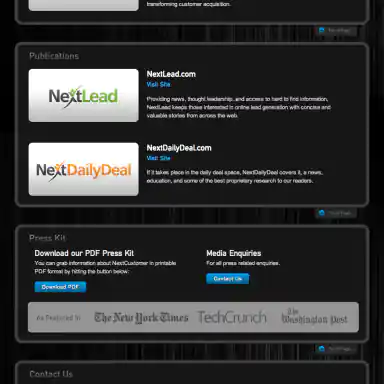 transforming customer acquisition.
Publications
NextLead
NextLead.com
Visit Site
Providing news, thought leadership, and access to hard to find information,
NextLead keeps those interested in online lead generation with concise and
valuable stories from across the web.
NextDailyDeal
NextDailyDeal.com
Visit Site
If it takes place in the daily deal space, NextDailyDeal covers it, a news,
education, and some of the best proprietary research to our readers.
Press Kit
Download our PDF Press Kit
You can grab information about NextCustomer in printable
PDF format by hitting the button below:
Download PDF
Media Enquiries
For all press related enquiries.
Contact Us
As Featured In
The New York Times
TechCrunch
The
Washington Post
Contact Us